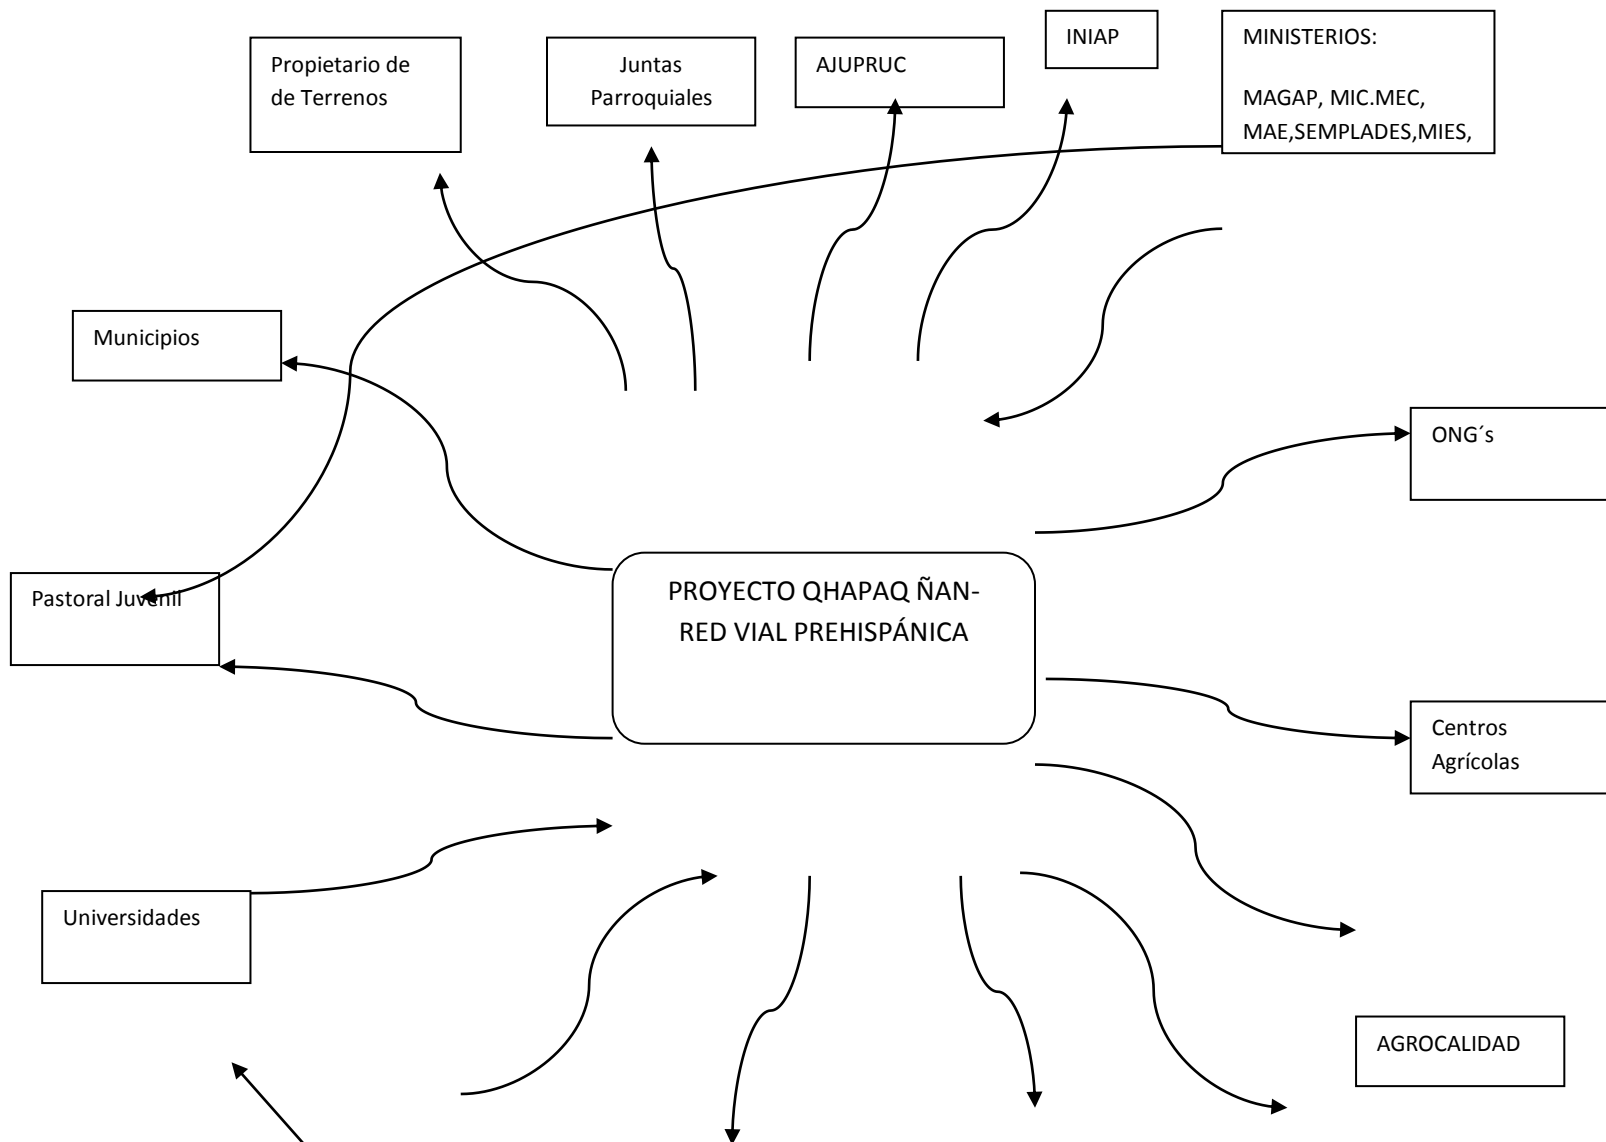 INIAP
MINISTERIOS:
Propietario de
de Terrenos
Juntas
Parroquiales
AJUPRUC
MAGAP, MIC.MEC,
MAE,SEMPLADES,MIES,
Municipios
ONG´s
PROYECTO QHAPAQ ÑAN-
RED VIAL PREHISPÁNICA
Pastoral Juvenil
Centros
Agrícolas
Universidades
AGROCALIDAD